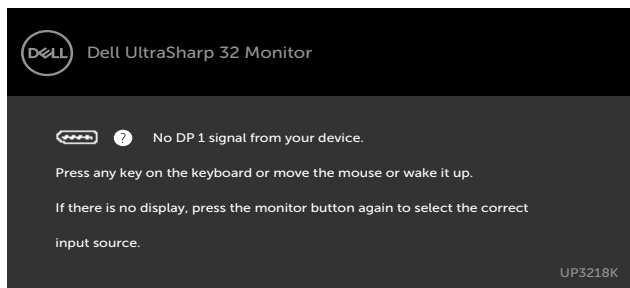 DELL Dell UltraSharp 32 Monitor
? No DP 1 signal from your device.
Press any key on the keyboard or move the mouse or wake it up.
If there is no display, press the monitor button again to select the correct
input source.
UP3218K